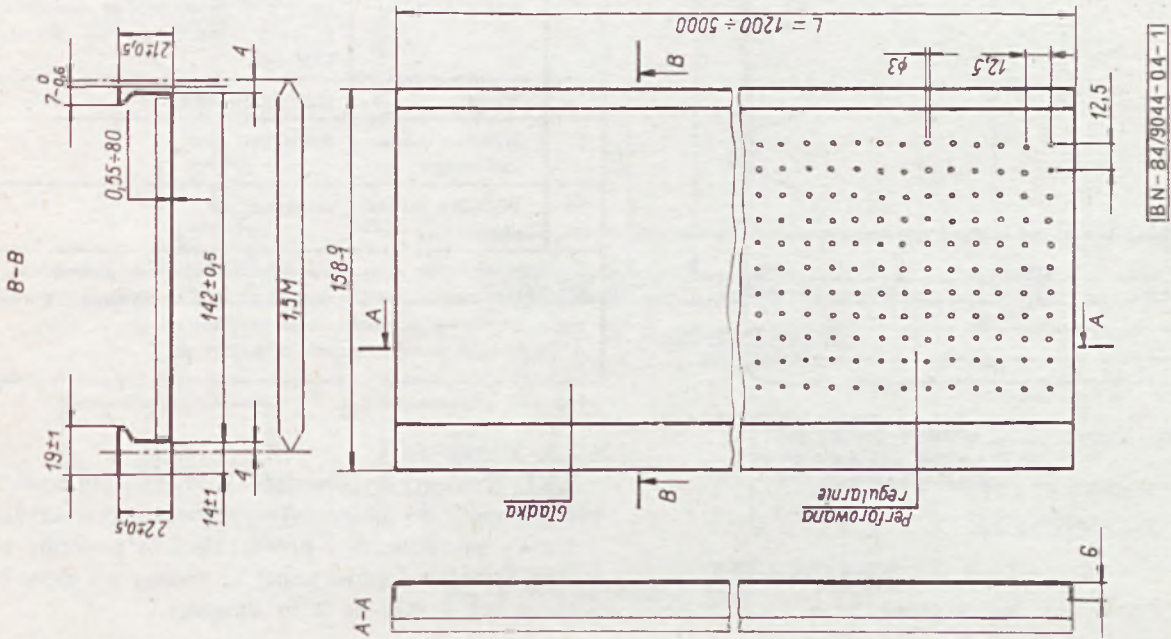 B-B
21±0,5
4
7-0,6 0
0,55÷80
142±0,5
1,5M
19±1
4
14±1
22±0,5
L = 1200÷5000
B
B
158-1 0
A
A
ϕ3
12,5
12,5
Gładka
Perforowana
regularnie
A-A
6
BN-84/9044-04-1